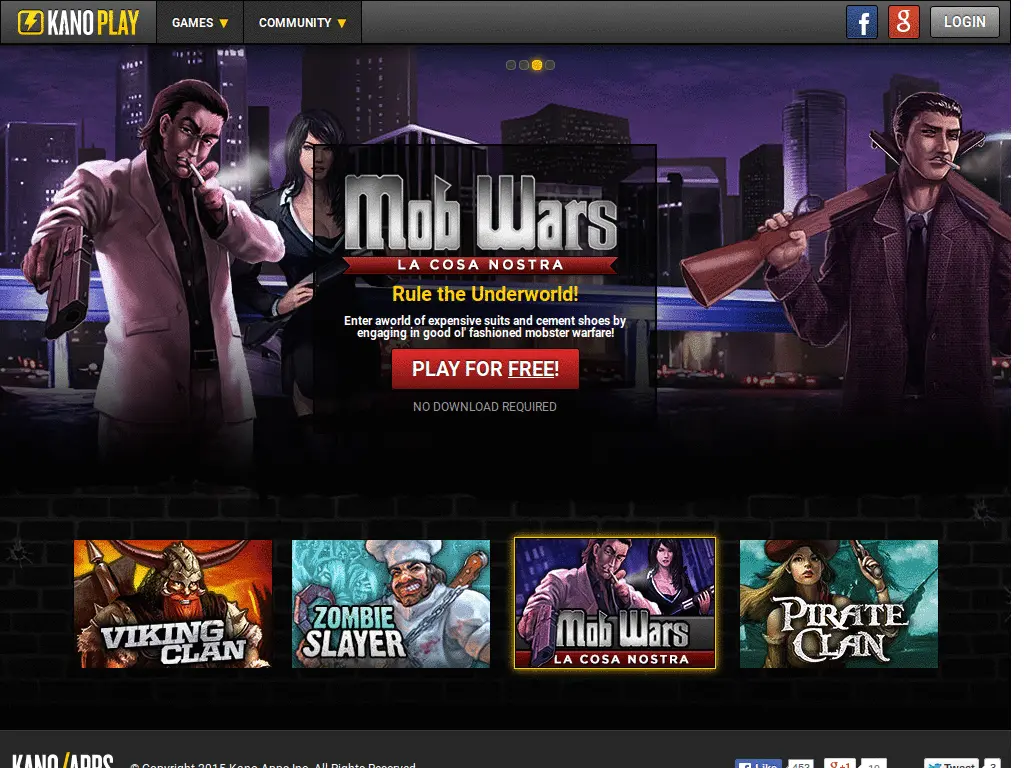 KANOPLAY
GAMES
COMMUNITY
LOGIN
Mob Wars
LA COSA NOSTRA
Rule the Underworld!
Enter aworld of expensive suits and cement shoes by
engaging in good ol' fashioned mobster warfare!
PLAY FOR FREE!
NO DOWNLOAD REQUIRED
VIKING
CLAN
ZOMBIE
SLAYER
Mob Wars
LA COSA NOSTRA
PIRATE
CLAN
KANO/APPS
© Copyright 2015 Kano Apps Inc. All Rights Reserved
Like
453
g+1
10
Tweet
3